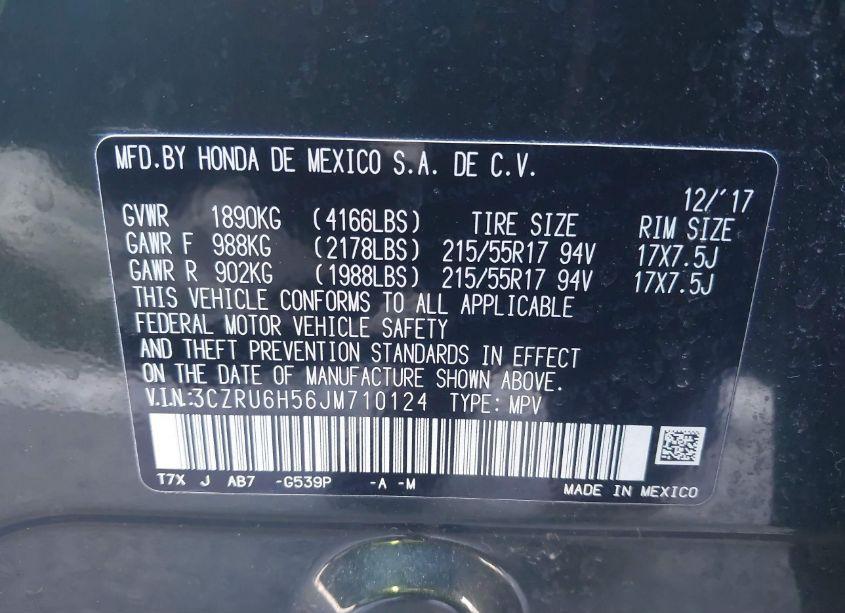 MFD.BY HONDA DE MEXICO S.A. DE C.V.
12/'17
GVWR 1890KG (4166LBS) TIRE SIZE RIM SIZE
GAWR F 988KG (2178LBS) 215/55R17 94V 17X7.5J
GAWR R 902KG (1988LBS) 215/55R17 94V 17X7.5J
THIS VEHICLE CONFORMS TO ALL APPLICABLE
FEDERAL MOTOR VEHICLE SAFETY
AND THEFT PREVENTION STANDARDS IN EFFECT
ON THE DATE OF MANUFACTURE SHOWN ABOVE.
V.I.N.:3CZRU6H56JM710124 TYPE: MPV
T7X J AB7 -G539P -A -M
MADE IN MEXICO